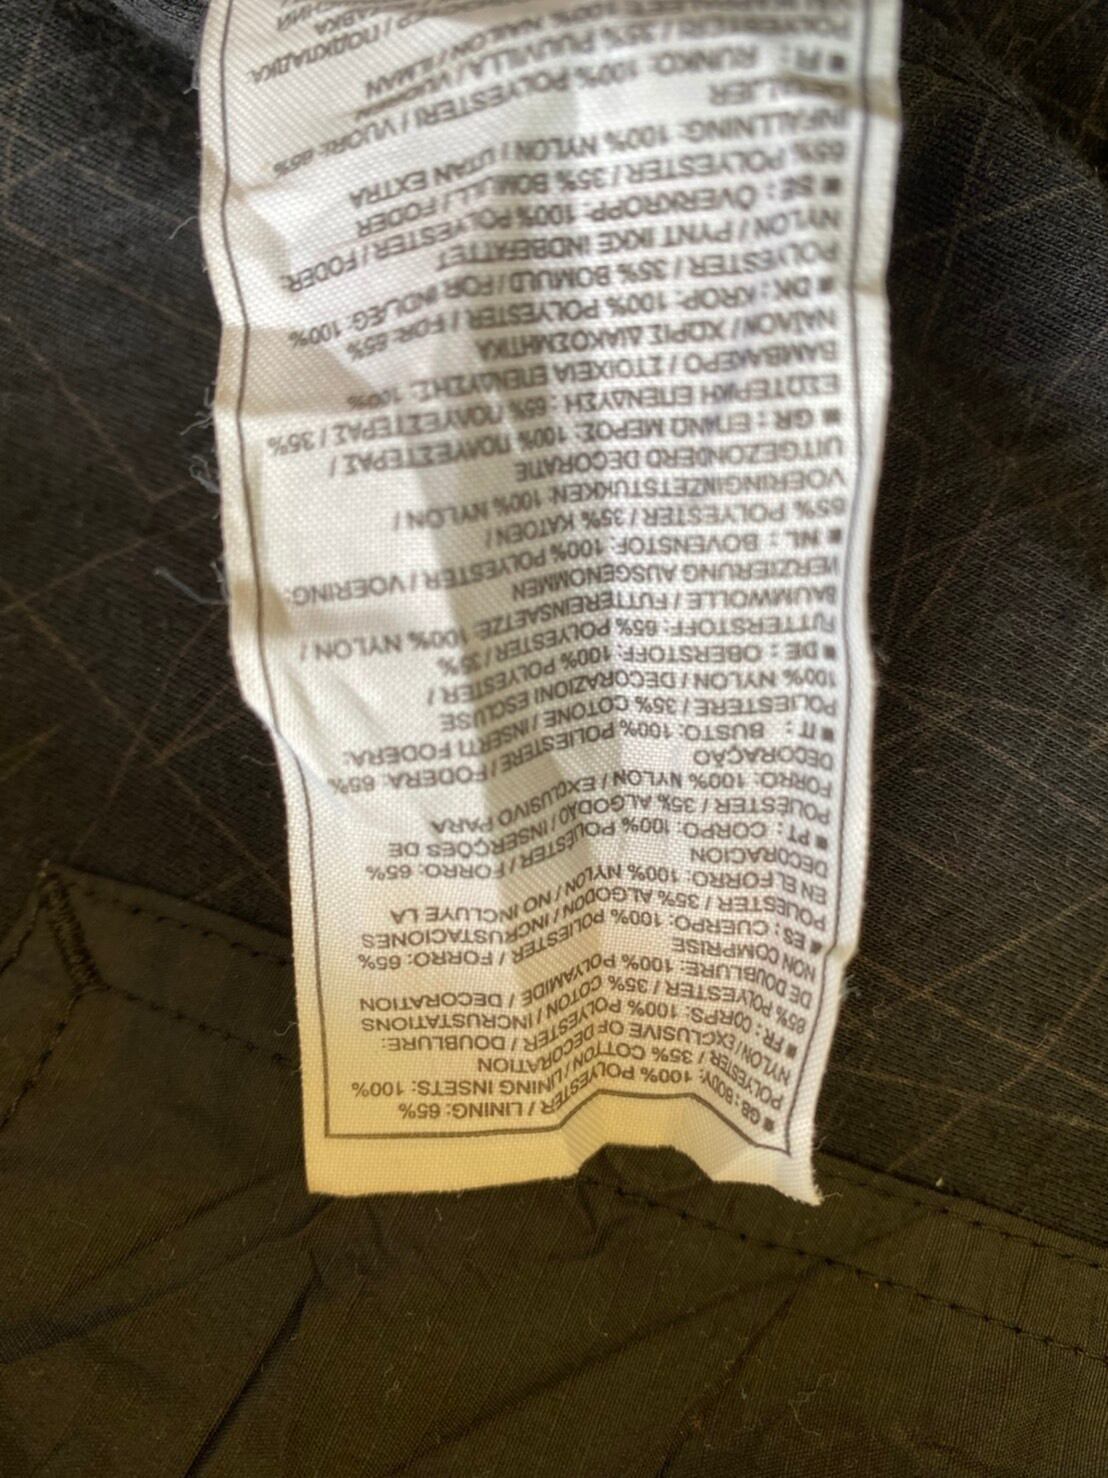 ■ GB : BODY: 100% POLYESTER / LINING: 65%
POLYESTER / 35% COTTON / LINING INSETS: 100%
NYLON / EXCLUSIVE OF DECORATION
■ FR : CORPS: 100% POLYESTER / DOUBLURE:
65% POLYESTER / 35% COTON / INCRUSTATIONS
DE DOUBLURE: 100% POLYAMIDE / DECORATION
NON COMPRISE
■ ES : CUERPO: 100% POLIESTER / FORRO: 65%
POLIESTER / 35% ALGODON / INCRUSTACIONES
EN EL FORRO: 100% NYLON / NO INCLUYE LA
DECORACION
■ PT : CORPO: 100% POLIÉSTER / FORRO: 65%
POLIÉSTER / 35% ALGODÃO / INSERÇÕES DE
FORRO: 100% NYLON / EXCLUSIVO PARA
DECORAÇÃO
■ IT : BUSTO: 100% POLIESTERE / FODERA: 65%
POLIESTERE / 35% COTONE / INSERTI FODERA:
100% NYLON / DECORAZIONI ESCLUSE
■ DE : OBERSTOFF: 100% POLYESTER /
FUTTERSTOFF: 65% POLYESTER / 35%
BAUMWOLLE / FUTTEREINSAETZE: 100% NYLON /
VERZIERUNG AUSGENOMMEN
■ NL : BOVENSTOF: 100% POLYESTER / VOERING:
65% POLYESTER / 35% KATOEN /
VOERINGINZETSTUKKEN: 100% NYLON /
UITGEZONDERD DECORATIE
■ GR : ΕΠΑΝΩ ΜΕΡΟΣ: 100% ΠΟΛΥΕΣΤΕΡΑΣ /
ΕΣΩΤΕΡΙΚΗ ΕΠΕΝΔΥΣΗ : 65% ΠΟΛΥΕΣΤΕΡΑΣ / 35%
ΒΑΜΒΑΚΕΡΟ / ΣΤΟΙΧΕΙΑ ΕΠΕΝΔΥΣΗΣ: 100%
ΝΑΪΛΟΝ / ΧΩΡΙΣ ΔΙΑΚΟΣΜΗΤΙΚΑ
■ DK : KROP: 100% POLYESTER / FOR: 65%
POLYESTER / 35% BOMULD / FOR INDLÆG: 100%
NYLON / PYNT IKKE INDBEFATTET
■ SE : ÖVERKROPP: 100% POLYESTER / FODER:
65% POLYESTER / 35% BOMULL / FODER
INFÄLLNING: 100% NYLON / UTAN EXTRA
DETALJER
■ FI : RUNKO: 100% POLYESTERI / VUORI: 65%
POLYESTERI / 35% PUUVILLA / VUORIN
100% NAILON / ILMAN
ПОДКЛАДКА: